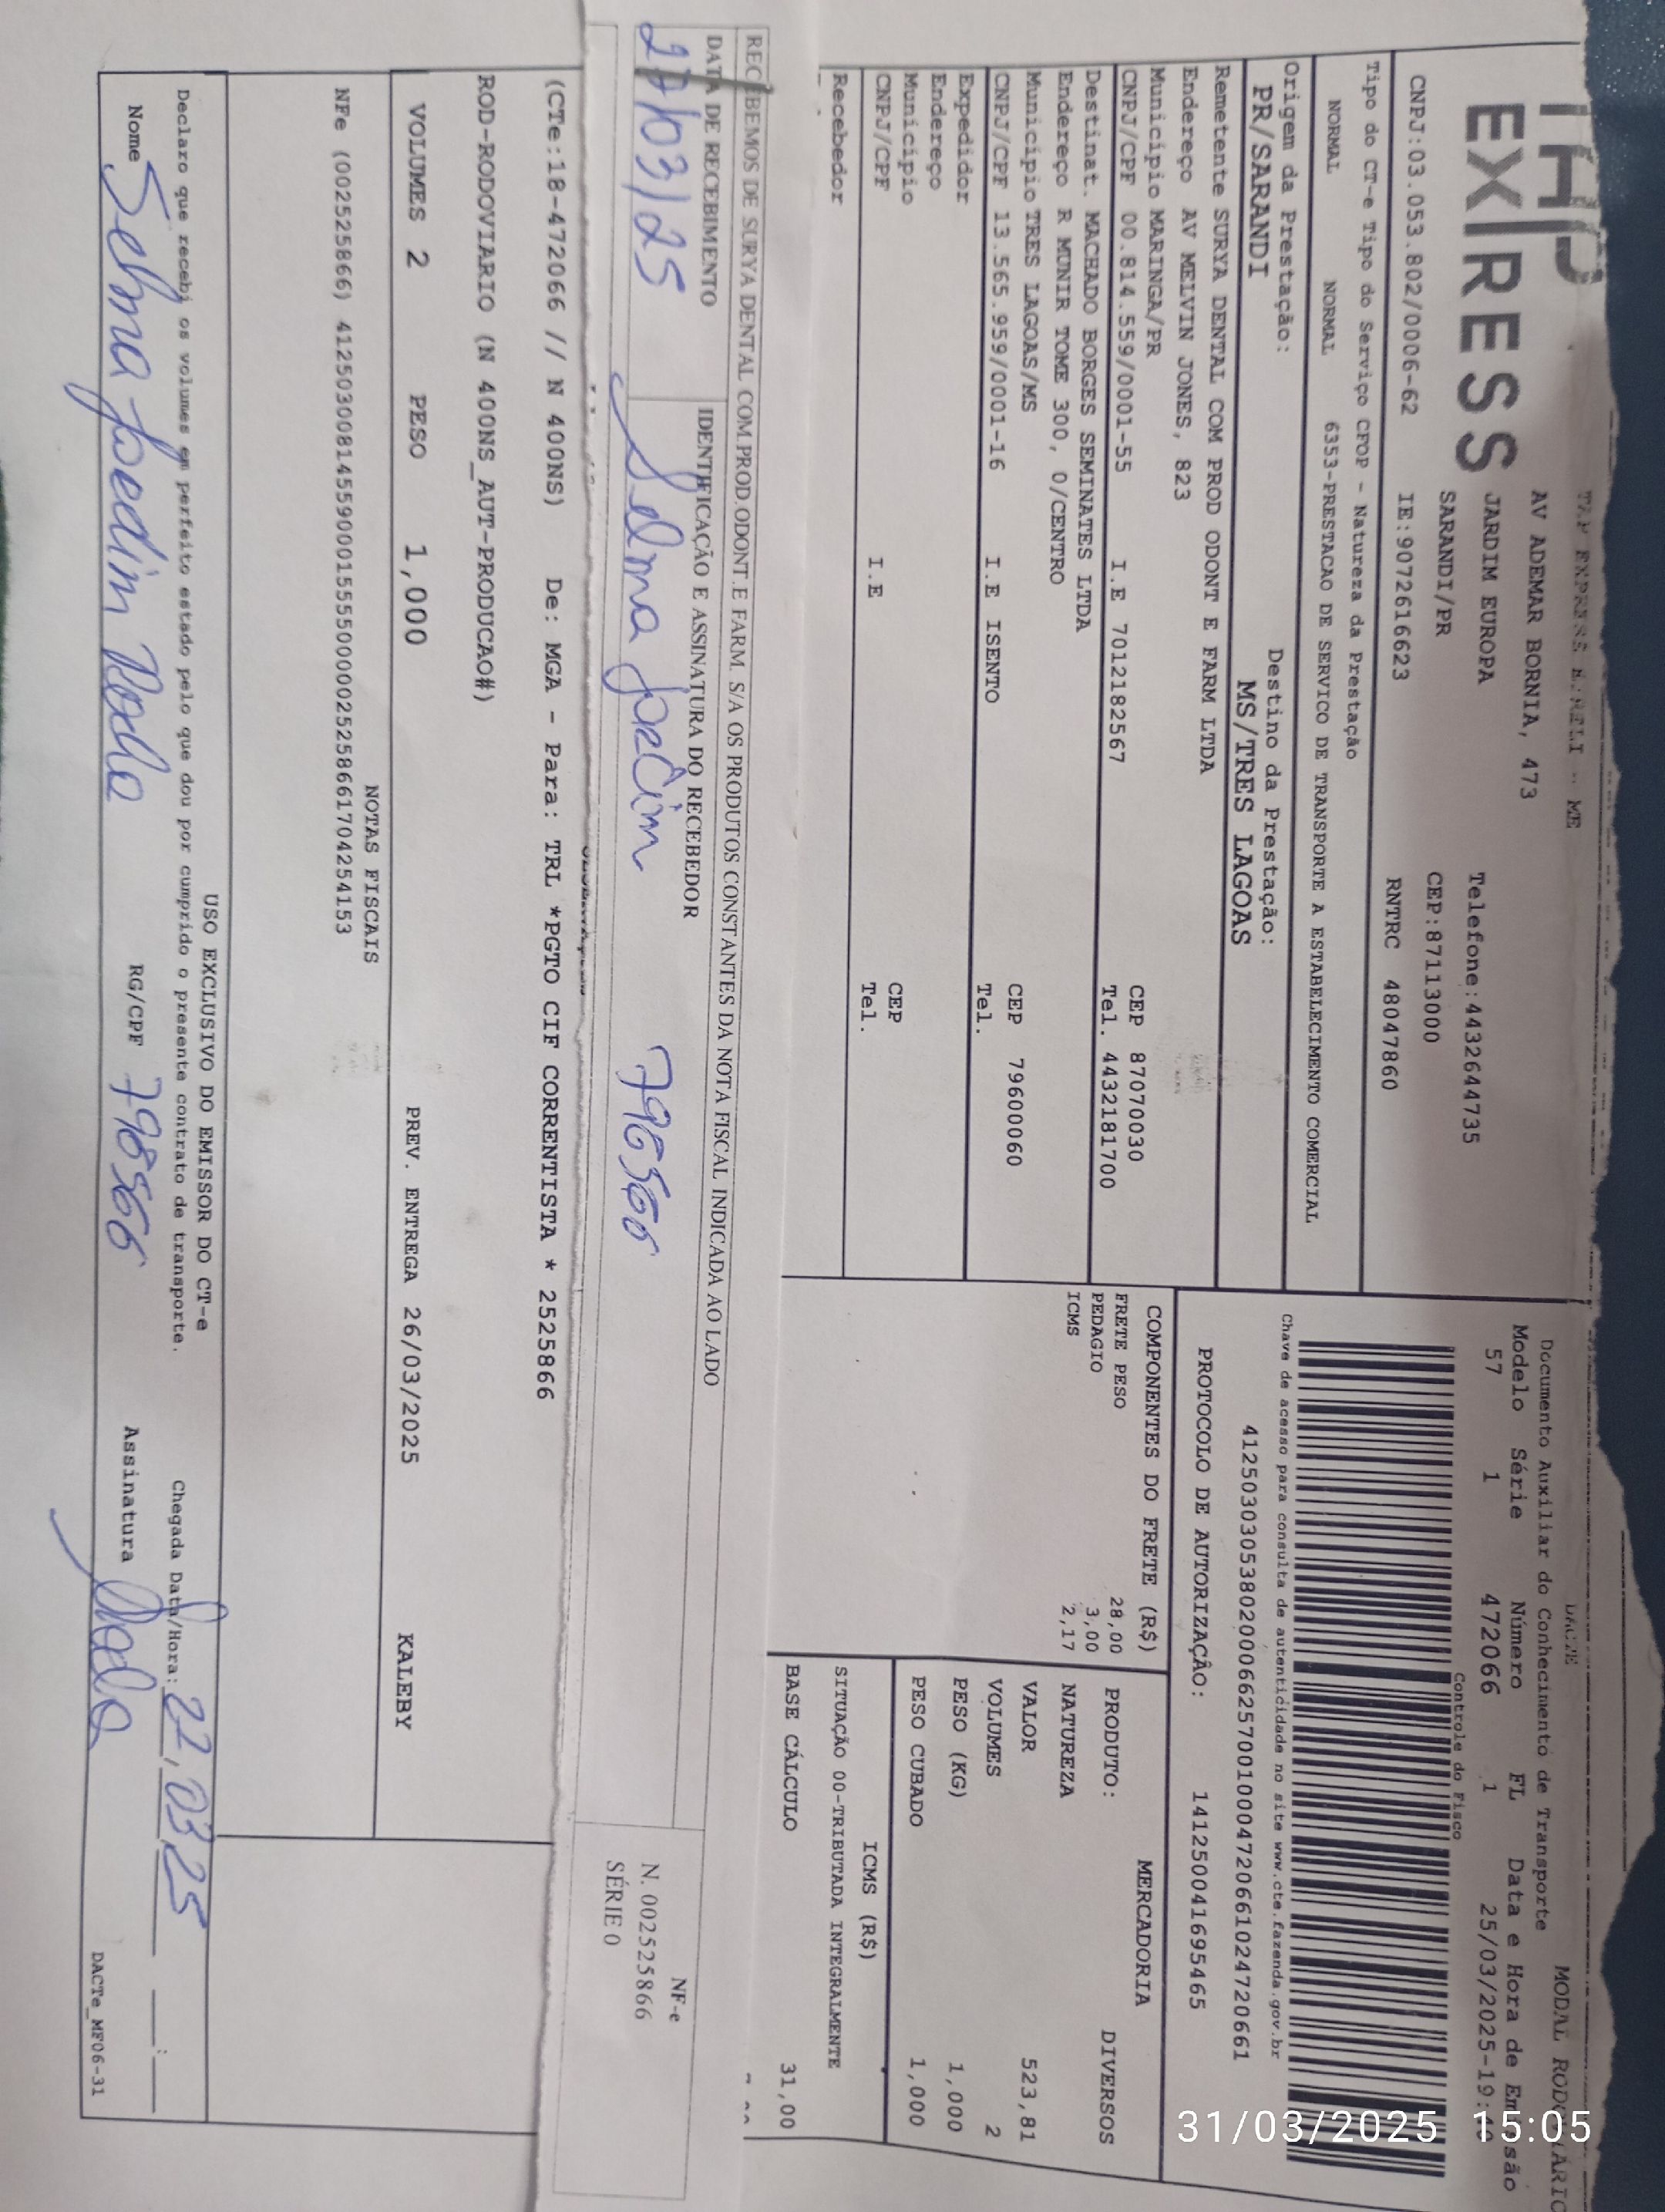 EXPRESS
AV ADEMAR BORNIA, 473
JARDIM EUROPA
Telefone:4432644735
SARANDI/PR
CEP:87113000
CNPJ:03.053.802/0006-62
IE:9072616623
RNTRC 48047860
Tipo do CT-e Tipo do Serviço CFOP - Natureza da Prestação
NORMAL NORMAL 6353-PRESTACAO DE SERVICO DE TRANSPORTE A ESTABELECIMENTO COMERCIAL
Origem da Prestação: Destino da Prestação:
PR/SARANDI MS/TRES LAGOAS
Remetente SURYA DENTAL COM PROD ODONT E FARM LTDA
Endereço AV MELVIN JONES, 823
Municipio MARINGA/PR CEP 87070030
CNPJ/CPF 00.814.559/0001-55 I.E 7012182567 Tel. 4432181700
Destinat. MACHADO BORGES SEMINATES LTDA
Endereço R MUNIR TOME 300, 0/CENTRO
Municipio TRES LAGOAS/MS CEP 79600060
CNPJ/CPF 13.565.959/0001-16 I.E ISENTO Tel.
Expedidor
Endereço
Municipio CEP
CNPJ/CPF I.E Tel.
Recebedor
MODAL
Documento Auxiliar do Conhecimento de Transporte
Modelo Série Número FL Data e Hora de Emissão
57 1 472066 1 25/03/2025-19:
Controle do Fisco
Chave de acesso para consulta de autenticidade no site www.cte.fazenda.gov.br
41250303053802000662570010004720661024720661
PROTOCOLO DE AUTORIZAÇÃO: 141250041695465
COMPONENTES DO FRETE (R$)
FRETE PESO 28,00
PEDAGIO 3,00
ICMS 2,17
MERCADORIA
PRODUTO: DIVERSOS
NATUREZA
VALOR 523,81
VOLUMES 2
PESO (KG) 1,000
PESO CUBADO 1,000
ICMS (R$)
SITUAÇÃO 00-TRIBUTADA INTEGRALMENTE
BASE CÁLCULO 31,00
RECEBEMOS DE SURYA DENTAL COM.PROD.ODONT.E FARM. S/A OS PRODUTOS CONSTANTES DA NOTA FISCAL INDICADA AO LADO
DATA DE RECEBIMENTO IDENTIFICAÇÃO E ASSINATURA DO RECEBEDOR
Selma
NF-e
N. 002525866
SÉRIE 0
(CTe:18-472066 // N 400NS) De: MGA - Para: TRL *PGTO CIF CORRENTISTA * 2525866
ROD-RODOVIARIO (N 400NS_AUT-PRODUCAO#)
VOLUMES 2 PESO 1,000 PREV. ENTREGA 26/03/2025 KALEBY
NOTAS FISCAIS
NFe (002525866) 41250300814559000155550000025258661704254153
USO EXCLUSIVO DO EMISSOR DO CT-e
Declaro que recebi os volumes em perfeito estado pelo que dou por cumprido o presente contrato de transporte. Chegada Data/Hora:
Nome Selma RG/CPF Assinatura
DACTe_MF06-31
31/03/2025 15:05